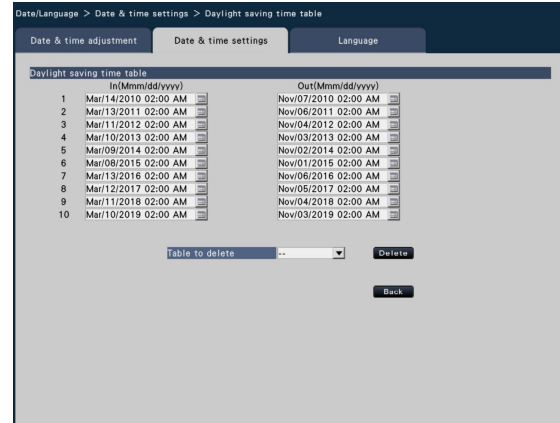 Date/Language > Date & time settings > Daylight saving time table
Date & time adjustment Date & time settings Language
Daylight saving time table
In(Mmm/dd/yyyy) Out(Mmm/dd/yyyy)
1 Mar/14/2010 02:00 AM Nov/07/2010 02:00 AM
2 Mar/13/2011 02:00 AM Nov/06/2011 02:00 AM
3 Mar/11/2012 02:00 AM Nov/04/2012 02:00 AM
4 Mar/10/2013 02:00 AM Nov/03/2013 02:00 AM
5 Mar/09/2014 02:00 AM Nov/02/2014 02:00 AM
6 Mar/08/2015 02:00 AM Nov/01/2015 02:00 AM
7 Mar/13/2016 02:00 AM Nov/06/2016 02:00 AM
8 Mar/12/2017 02:00 AM Nov/05/2017 02:00 AM
9 Mar/11/2018 02:00 AM Nov/04/2018 02:00 AM
10 Mar/10/2019 02:00 AM Nov/03/2019 02:00 AM
Table to delete -- Delete
Back